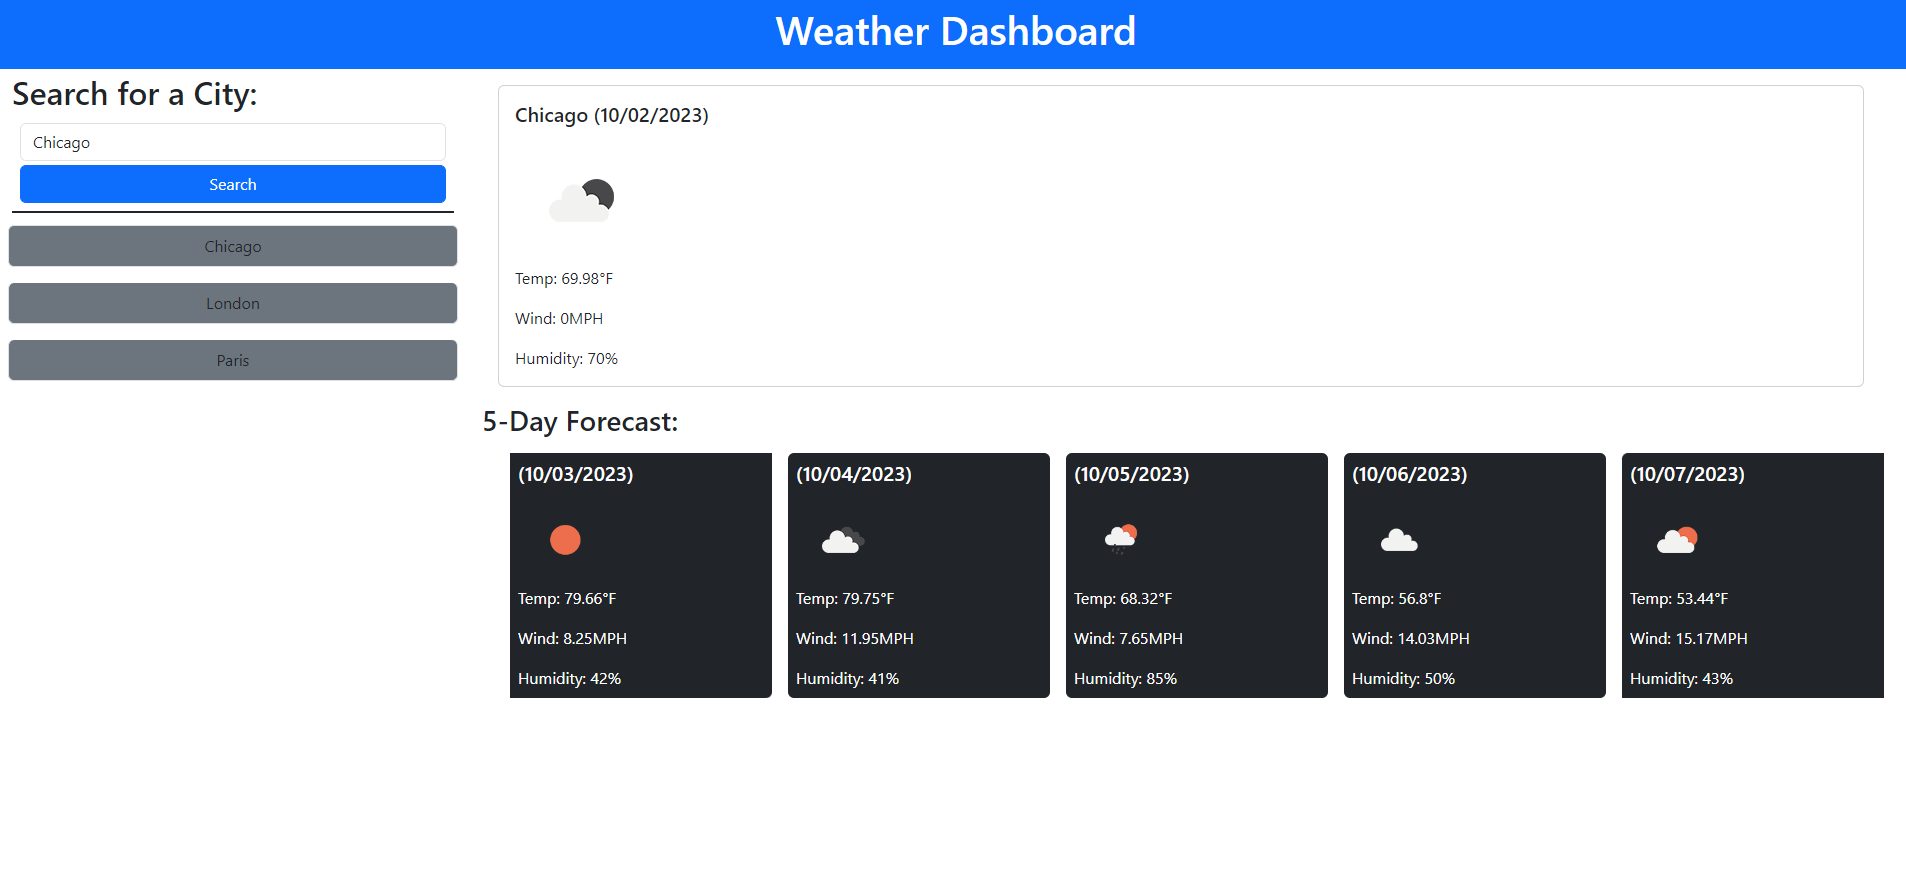 Weather Dashboard
Search for a City:
Chicago
Search
Chicago
London
Paris
Chicago (10/02/2023)
Temp: 69.98°F
Wind: 0MPH
Humidity: 70%
5-Day Forecast:
(10/03/2023)
Temp: 79.66°F
Wind: 8.25MPH
Humidity: 42%
(10/04/2023)
Temp: 79.75°F
Wind: 11.95MPH
Humidity: 41%
(10/05/2023)
Temp: 68.32°F
Wind: 7.65MPH
Humidity: 85%
(10/06/2023)
Temp: 56.8°F
Wind: 14.03MPH
Humidity: 50%
(10/07/2023)
Temp: 53.44°F
Wind: 15.17MPH
Humidity: 43%